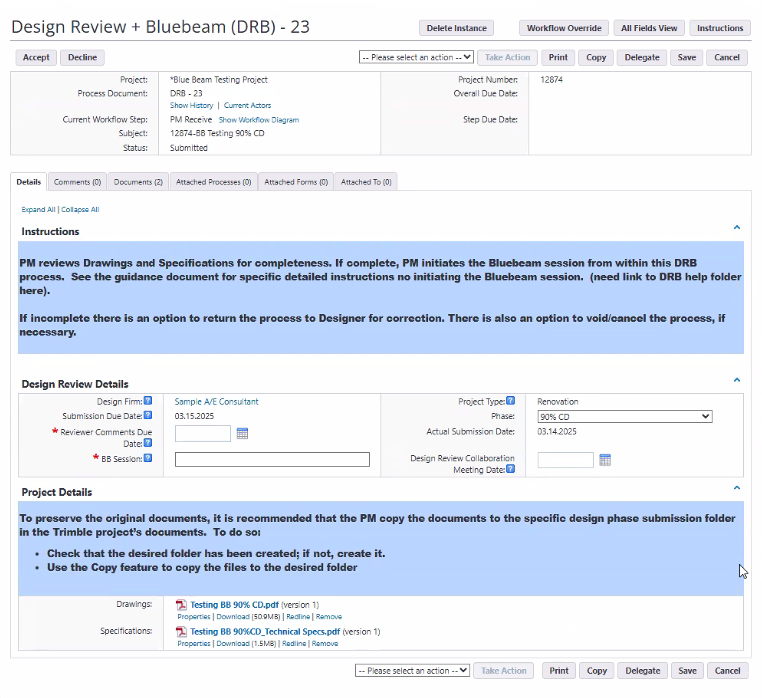 Design Review + Bluebeam (DRB) - 23
Delete Instance Workflow Override All Fields View Instructions
Accept Decline -- Please select an action -- Take Action Print Copy Delegate Save Cancel
Project: *Blue Beam Testing Project Project Number: 12874
Process Document: DRB - 23 Overall Due Date:
Show History | Current Actors
Current Workflow Step: PM Receive Show Workflow Diagram Step Due Date:
Subject: 12874-BB Testing 90% CD
Status: Submitted
Details Comments (0) Documents (2) Attached Processes (0) Attached Forms (0) Attached To (0)
Expand All | Collapse All
Instructions
PM reviews Drawings and Specifications for completeness. If complete, PM initiates the Bluebeam session from within this DRB
process. See the guidance document for specific detailed instructions no initiating the Bluebeam session. (need link to DRB help folder
here).
If incomplete there is an option to return the process to Designer for correction. There is also an option to void/cancel the process, if
necessary.
Design Review Details
Design Firm: ? Sample A/E Consultant Project Type: ? Renovation
Submission Due Date: ? 03.15.2025 Phase: 90% CD
* Reviewer Comments Due Actual Submission Date: 03.14.2025
Date: ?
* BB Session: ? Design Review Collaboration
Meeting Date: ?
Project Details
To preserve the original documents, it is recommended that the PM copy the documents to the specific design phase submission folder
in the Trimble project's documents. To do so:
• Check that the desired folder has been created; if not, create it.
• Use the Copy feature to copy the files to the desired folder
Drawings: Testing BB 90% CD.pdf (version 1)
Properties | Download (50.9MB) | Redline | Remove
Specifications: Testing BB 90%CD_Technical Specs.pdf (version 1)
Properties | Download (1.5MB) | Redline | Remove
-- Please select an action -- Take Action Print Copy Delegate Save Cancel